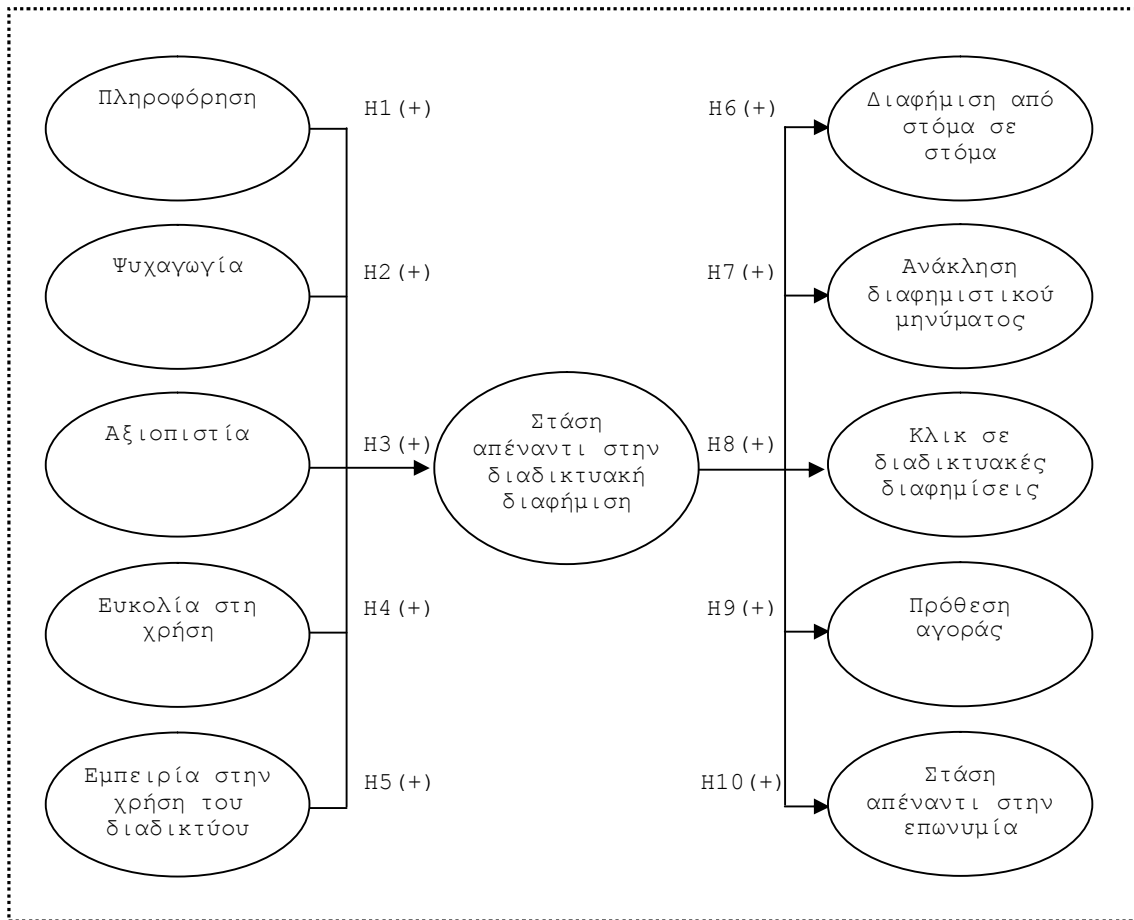 Πληροφόρηση
H1(+)
Ψυχαγωγία
H2(+)
Αξιοπιστία
H3(+)
Ευκολία στη
χρήση
H4(+)
Εμπειρία στην
χρήση του
διαδικτύου
H5(+)
Στάση
απέναντι στην
διαδικτυακή
διαφήμιση
H6(+)
Διαφήμιση από
στόμα σε
στόμα
H7(+)
Ανάκληση
διαφημιστικού
μηνύματος
H8(+)
Κλικ σε
διαδικτυακές
διαφημίσεις
H9(+)
Πρόθεση
αγοράς
H10(+)
Στάση
απέναντι στην
επωνυμία